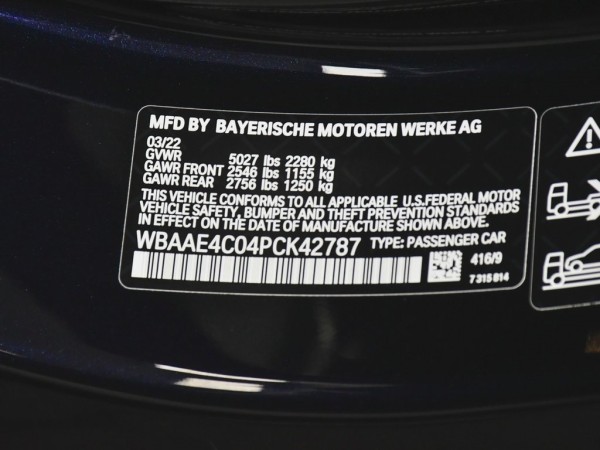 MFD BY BAYERISCHE MOTOREN WERKE AG
03/22
GVWR 5027 lbs 2280 kg
GAWR FRONT 2546 lbs 1155 kg
GAWR REAR 2756 lbs 1250 kg
THIS VEHICLE CONFORMS TO ALL APPLICABLE U.S.FEDERAL MOTOR
VEHICLE SAFETY, BUMPER AND THEFT PREVENTION STANDARDS
IN EFFECT ON THE DATE OF MANUFACTURE SHOWN ABOVE.
WBAAE4C04PCK42787 TYPE: PASSENGER CAR
416/9
7 315 814